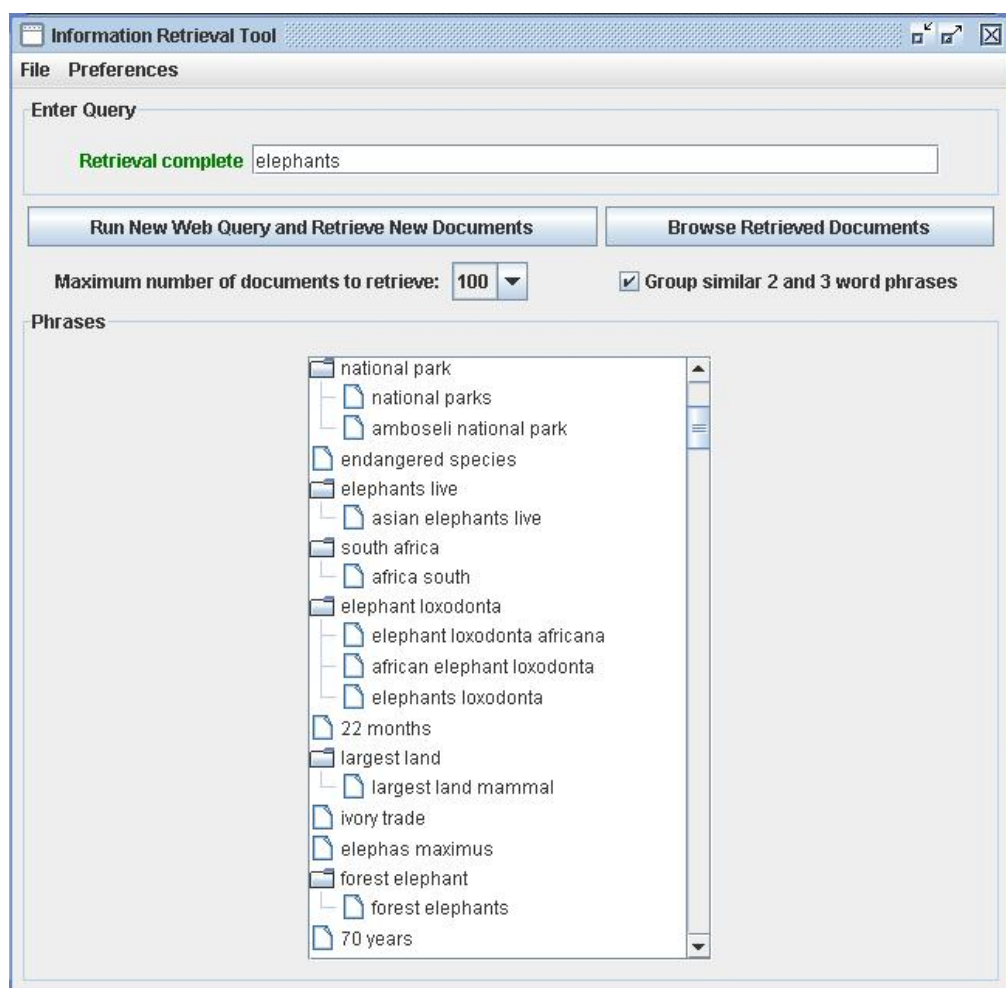 Information Retrieval Tool
File Preferences
Enter Query
Retrieval complete elephants
Run New Web Query and Retrieve New Documents Browse Retrieved Documents
Maximum number of documents to retrieve: 100 Group similar 2 and 3 word phrases
Phrases
national park
national parks
amboseli national park
endangered species
elephants live
asian elephants live
south africa
africa south
elephant loxodonta
elephant loxodonta africana
african elephant loxodonta
elephants loxodonta
22 months
largest land
largest land mammal
ivory trade
elephas maximus
forest elephant
forest elephants
70 years